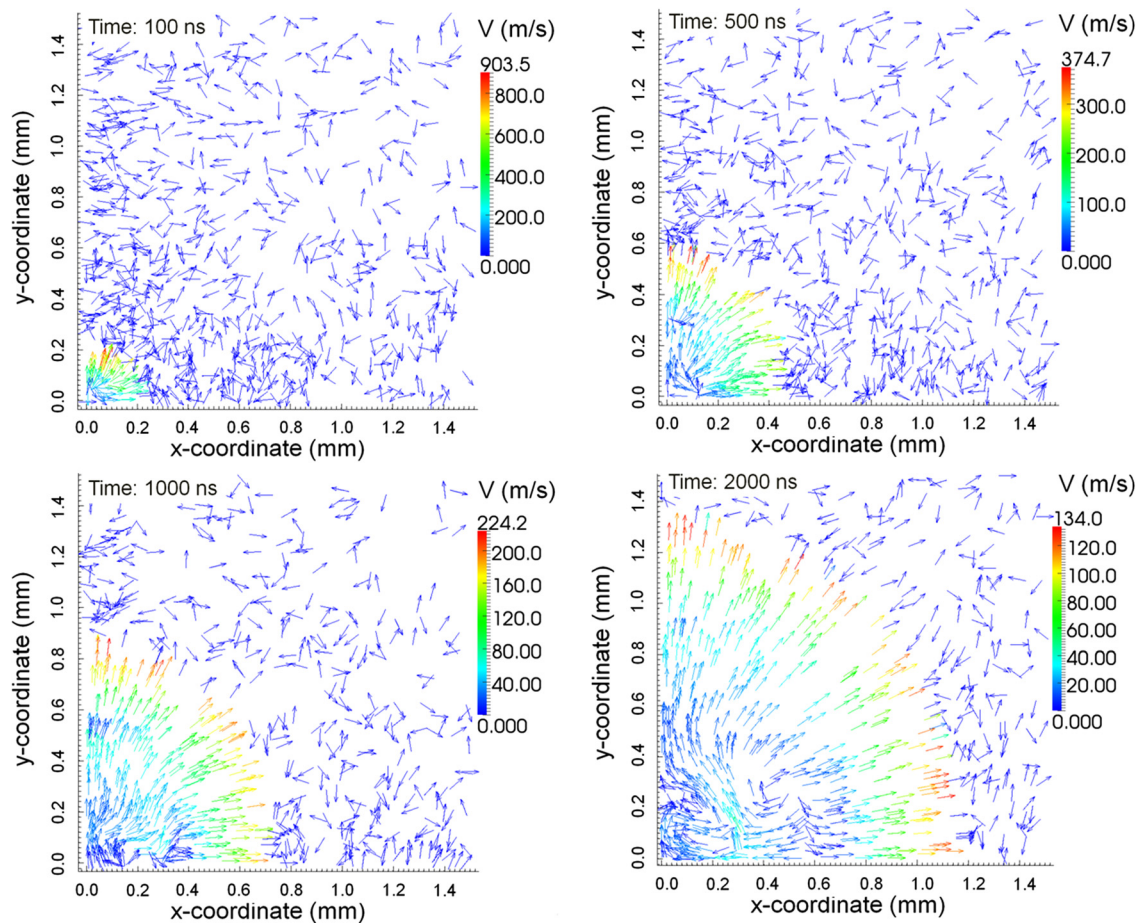 Time: 100 ns
V (m/s)
903.5
800.0
600.0
400.0
200.0
0.000
y-coordinate (mm)
1.4
1.2
1.0
0.8
0.6
0.4
0.2
0.0
0.0 0.2 0.4 0.6 0.8 1.0 1.2 1.4
x-coordinate (mm)
Time: 500 ns
V (m/s)
374.7
300.0
200.0
100.0
0.000
y-coordinate (mm)
1.4
1.2
1.0
0.8
0.6
0.4
0.2
0.0
0.0 0.2 0.4 0.6 0.8 1.0 1.2 1.4
x-coordinate (mm)
Time: 1000 ns
V (m/s)
224.2
200.0
160.0
120.0
80.00
40.00
0.000
y-coordinate (mm)
1.4
1.2
1.0
0.8
0.6
0.4
0.2
0.0
0.0 0.2 0.4 0.6 0.8 1.0 1.2 1.4
x-coordinate (mm)
Time: 2000 ns
V (m/s)
134.0
120.0
100.0
80.00
60.00
40.00
20.00
0.000
y-coordinate (mm)
1.4
1.2
1.0
0.8
0.6
0.4
0.2
0.0
0.0 0.2 0.4 0.6 0.8 1.0 1.2 1.4
x-coordinate (mm)